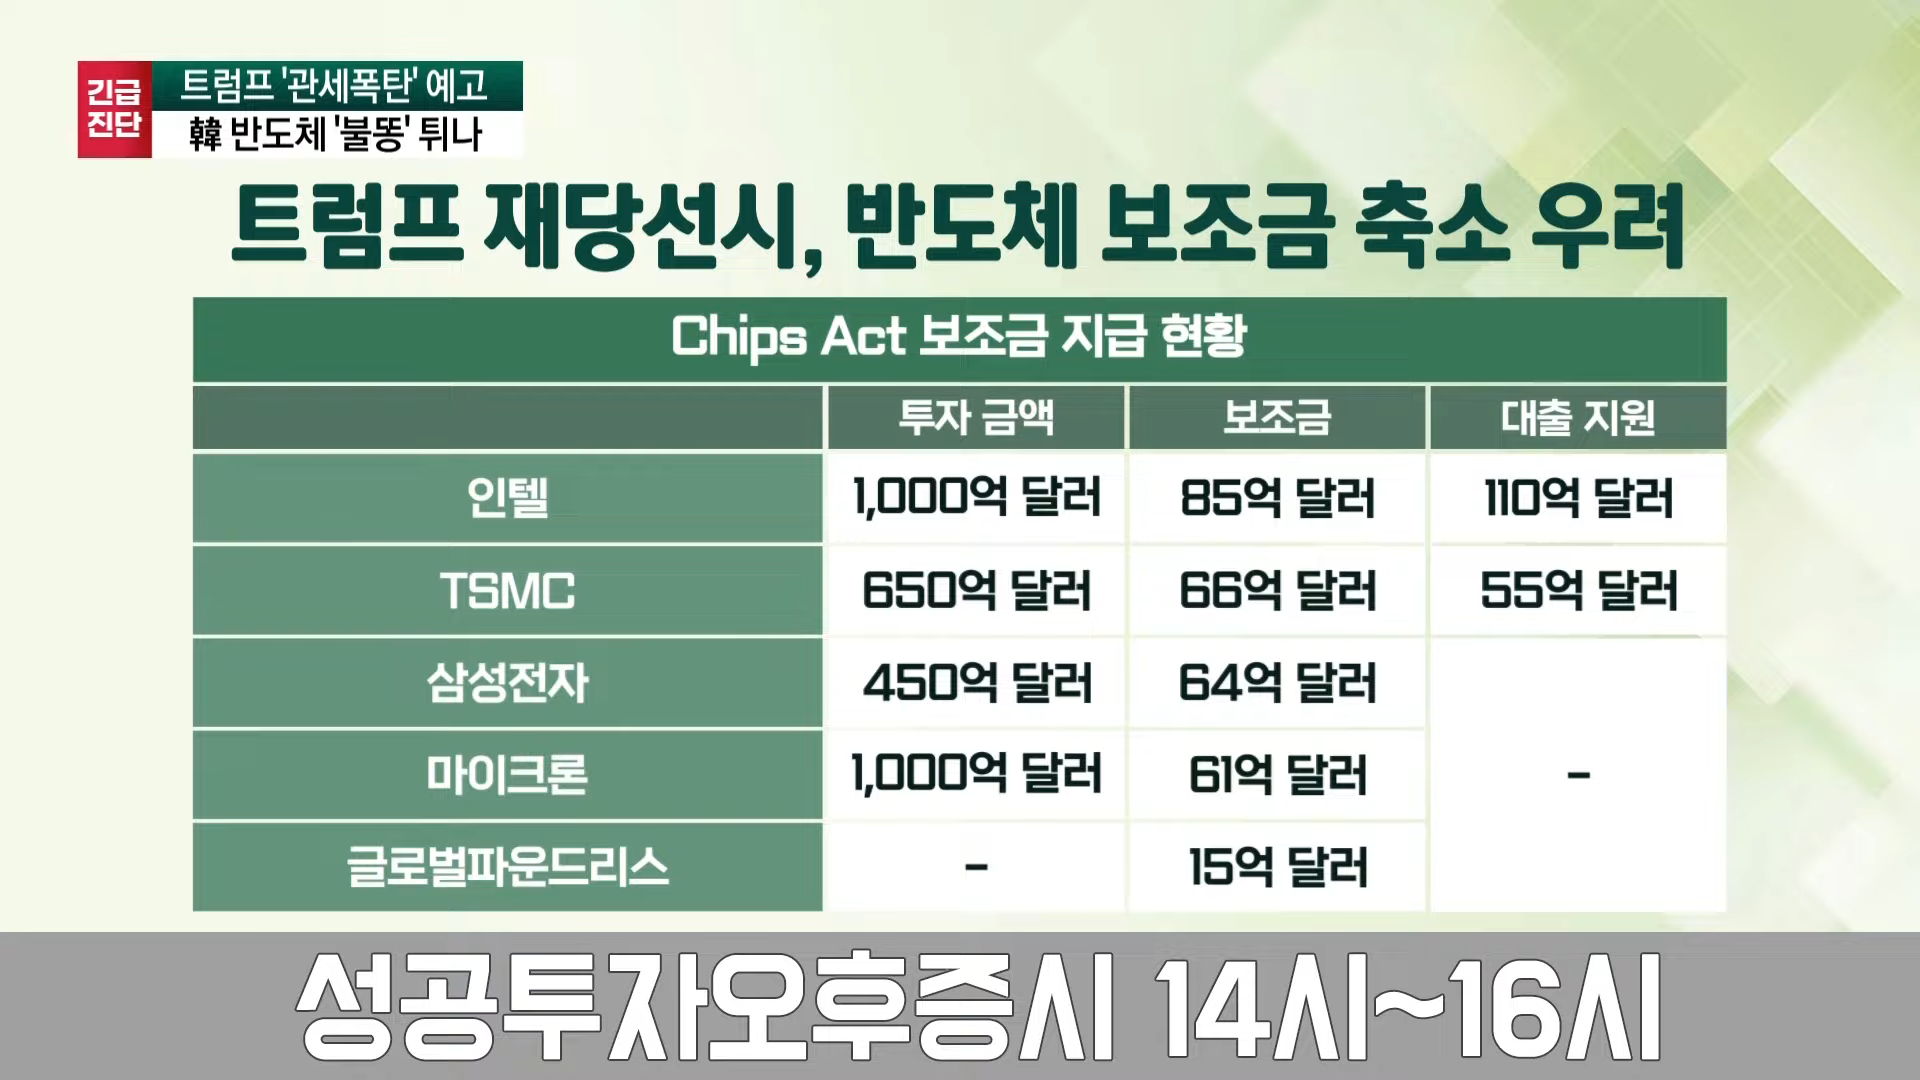 긴급
진단
트럼프 '관세폭탄' 예고
韓 반도체 '불똥' 튀나
트럼프 재당선시, 반도체 보조금 축소 우려
Chips Act 보조금 지급 현황
투자 금액 보조금 대출 지원
인텔 1,000억 달러 85억 달러 110억 달러
TSMC 650억 달러 66억 달러 55억 달러
삼성전자 450억 달러 64억 달러
마이크론 1,000억 달러 61억 달러 -
글로벌파운드리스 - 15억 달러
성공투자오후증시 14시~16시